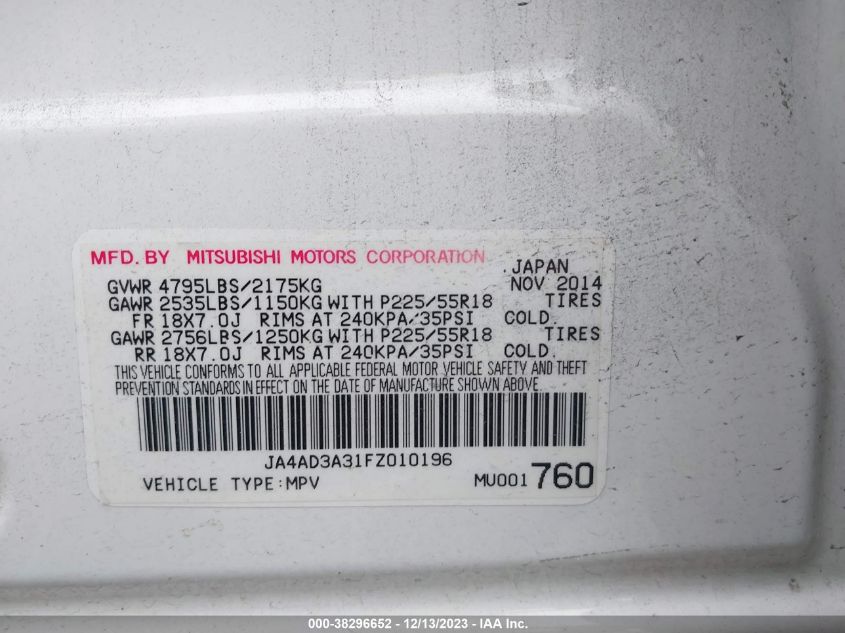 MFD. BY MITSUBISHI MOTORS CORPORATION
JAPAN
GVWR 4795LBS/2175KG NOV 2014
GAWR 2535LBS/1150KG WITH P225/55R18 TIRES
FR 18X7.0J RIMS AT 240KPA/35PSI COLD.
GAWR 2756LBS/1250KG WITH P225/55R18 TIRES
RR 18X7.0J RIMS AT 240KPA/35PSI COLD.
THIS VEHICLE CONFORMS TO ALL APPLICABLE FEDERAL MOTOR VEHICLE SAFETY AND THEFT
PREVENTION STANDARDS IN EFFECT ON THE DATE OF MANUFACTURE SHOWN ABOVE.
JA4AD3A31FZ010196
VEHICLE TYPE:MPV MU001760
000-38296652 - 12/13/2023 - IAA Inc.